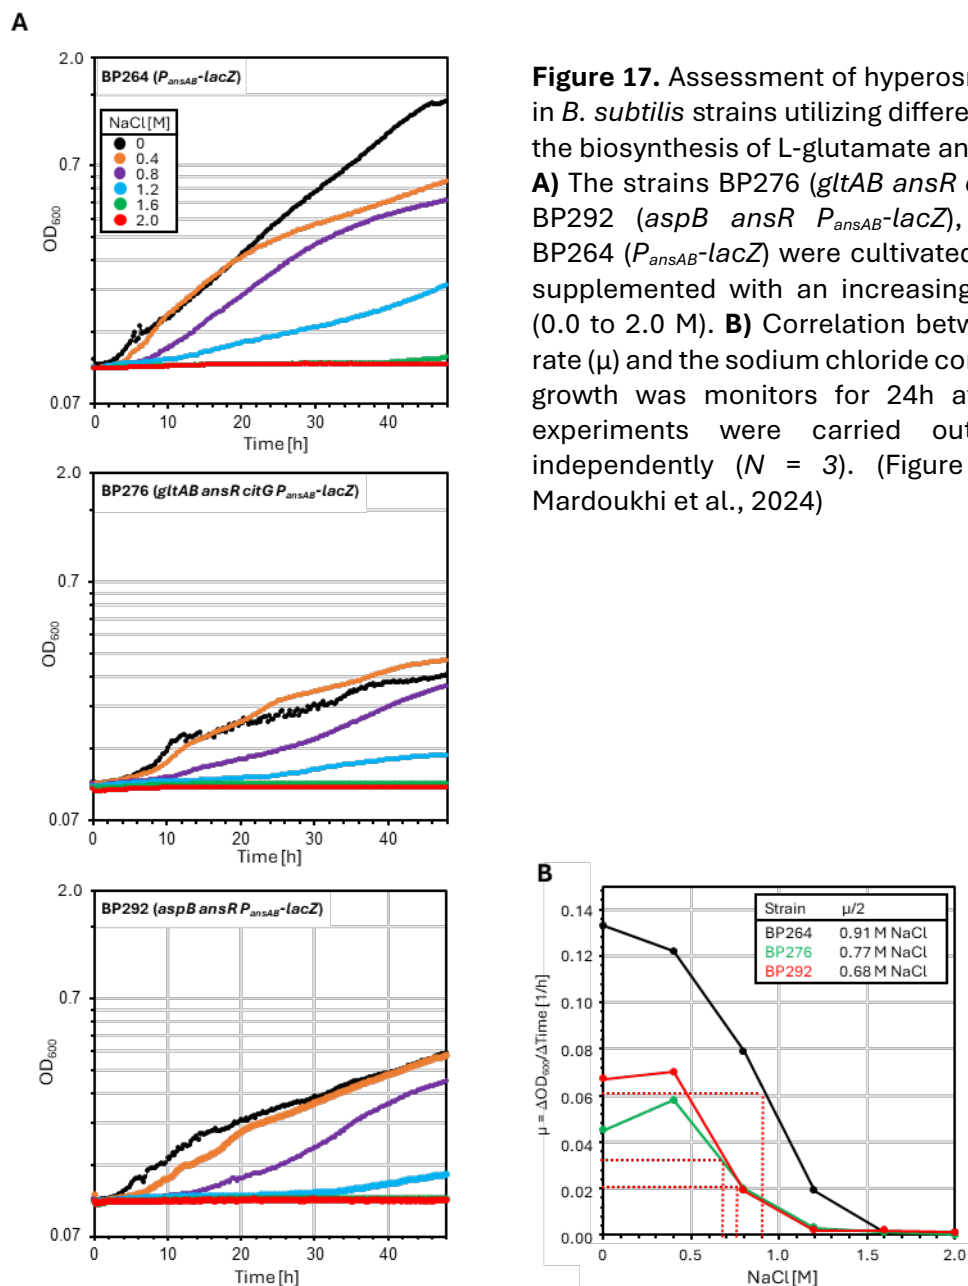 A
2.0
BP264 (PansAB-lacZ)
NaCl [M]
0
0.4
0.8
1.2
1.6
2.0
0.7
OD600
0.07
0 10 20 30 40
Time [h]
2.0
BP276 (gltAB ansR citG PansAB-lacZ)
0.7
OD600
0.07
0 10 20 30 40
Time [h]
2.0
BP292 (aspB ansR PansAB-lacZ)
0.7
OD600
0.07
0 10 20 30 40
Time [h]
Figure 17. Assessment of hyperosm
in B. subtilis strains utilizing differe
the biosynthesis of L-glutamate an
A) The strains BP276 (gltAB ansR c
BP292 (aspB ansR PansAB-lacZ),
BP264 (PansAB-lacZ) were cultivated
supplemented with an increasing
(0.0 to 2.0 M). B) Correlation betw
rate (μ) and the sodium chloride cor
growth was monitors for 24h at
experiments were carried out
independently (N = 3). (Figure
Mardoukhi et al., 2024)
B
μ = ΔOD600/ΔTime [1/h]
0.14
0.12
0.10
0.08
0.06
0.04
0.02
0.00
Strain μ/2
BP264 0.91 M NaCl
BP276 0.77 M NaCl
BP292 0.68 M NaCl
0 0.5 1.0 1.5 2.0
NaCl [M]